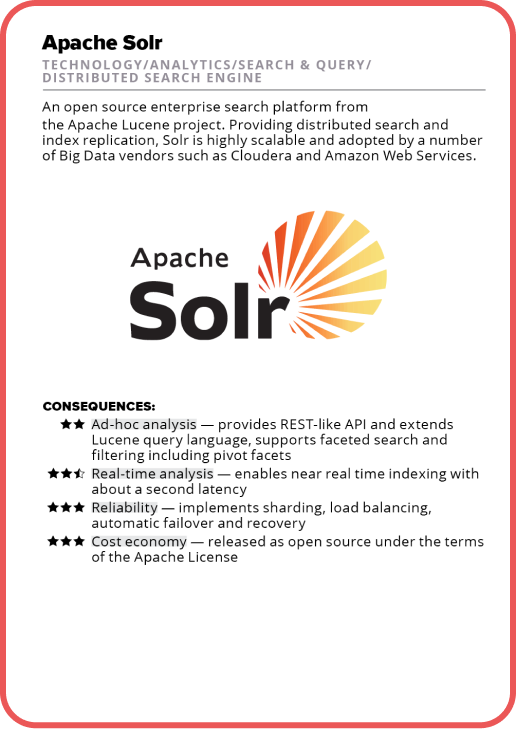 Apache Solr
TECHNOLOGY/ANALYTICS/SEARCH & QUERY/
DISTRIBUTED SEARCH ENGINE
An open source enterprise search platform from
the Apache Lucene project. Providing distributed search and
index replication, Solr is highly scalable and adopted by a number
of Big Data vendors such as Cloudera and Amazon Web Services.
Apache
Solr
CONSEQUENCES:
★★ Ad-hoc analysis — provides REST-like API and extends
Lucene query language, supports faceted search and
filtering including pivot facets
★★⯪ Real-time analysis — enables near real time indexing with
about a second latency
★★★ Reliability — implements sharding, load balancing,
automatic failover and recovery
★★★ Cost economy — released as open source under the terms
of the Apache License